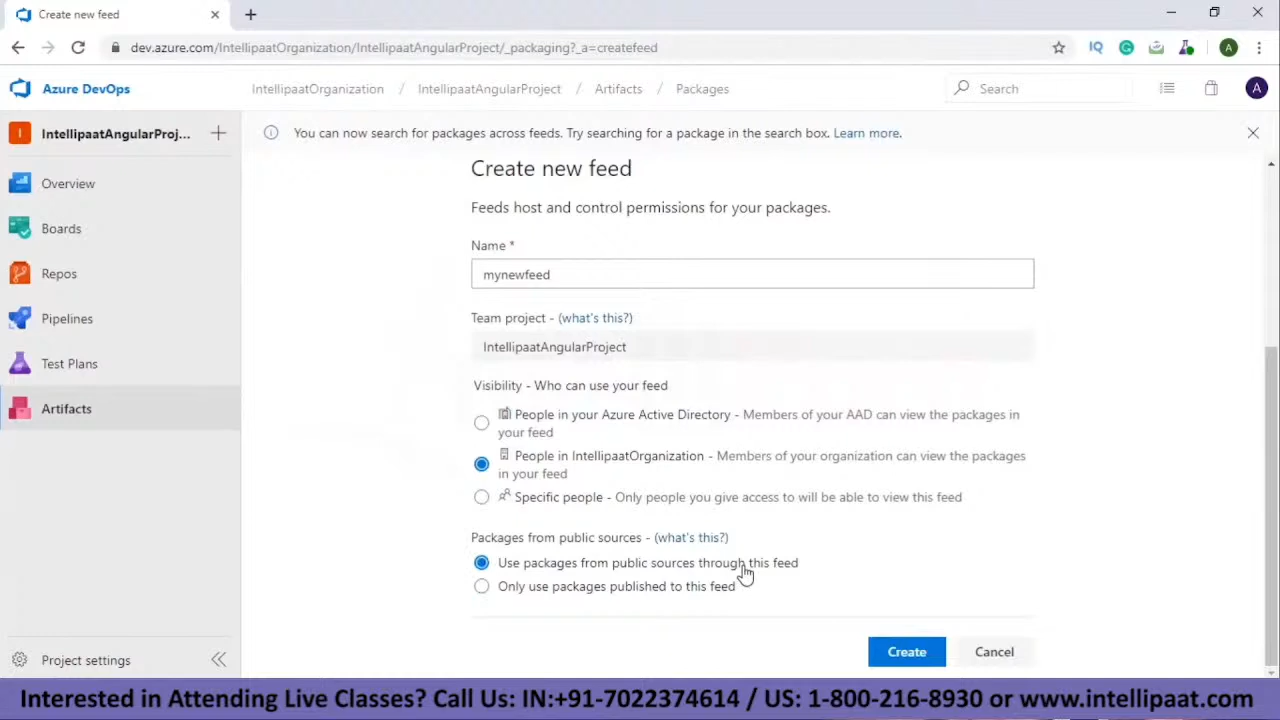 Create new feed
dev.azure.com/IntellipaatOrganization/IntellipaatAngularProject/_packaging?_a=createfeed
IQ
A
Azure DevOps
IntellipaatOrganization / IntellipaatAngularProject / Artifacts / Packages
Search
A
I IntellipaatAngularProj...
You can now search for packages across feeds. Try searching for a package in the search box. Learn more.
Overview
Boards
Repos
Pipelines
Test Plans
Artifacts
Project settings
Create new feed
Feeds host and control permissions for your packages.
Name *
mynewfeed
Team project - (what's this?)
IntellipaatAngularProject
Visibility - Who can use your feed
People in your Azure Active Directory - Members of your AAD can view the packages in
your feed
People in IntellipaatOrganization - Members of your organization can view the packages
in your feed
Specific people - Only people you give access to will be able to view this feed
Packages from public sources - (what's this?)
Use packages from public sources through this feed
Only use packages published to this feed
Create
Cancel
Interested in Attending Live Classes? Call Us: IN:+91-7022374614 / US: 1-800-216-8930 or www.intellipaat.com